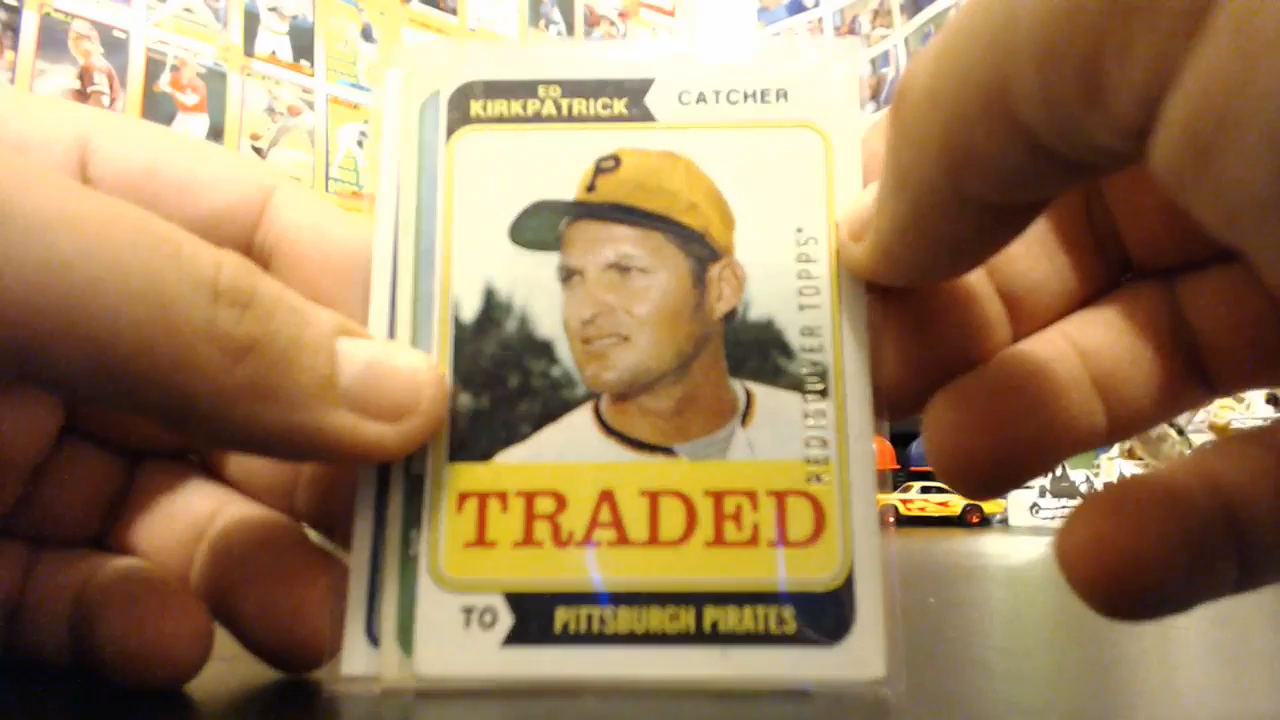 ED
KIRKPATRICK
CATCHER
P
REDISCOVER TOPPS®
TRADED
TO
PITTSBURGH PIRATES